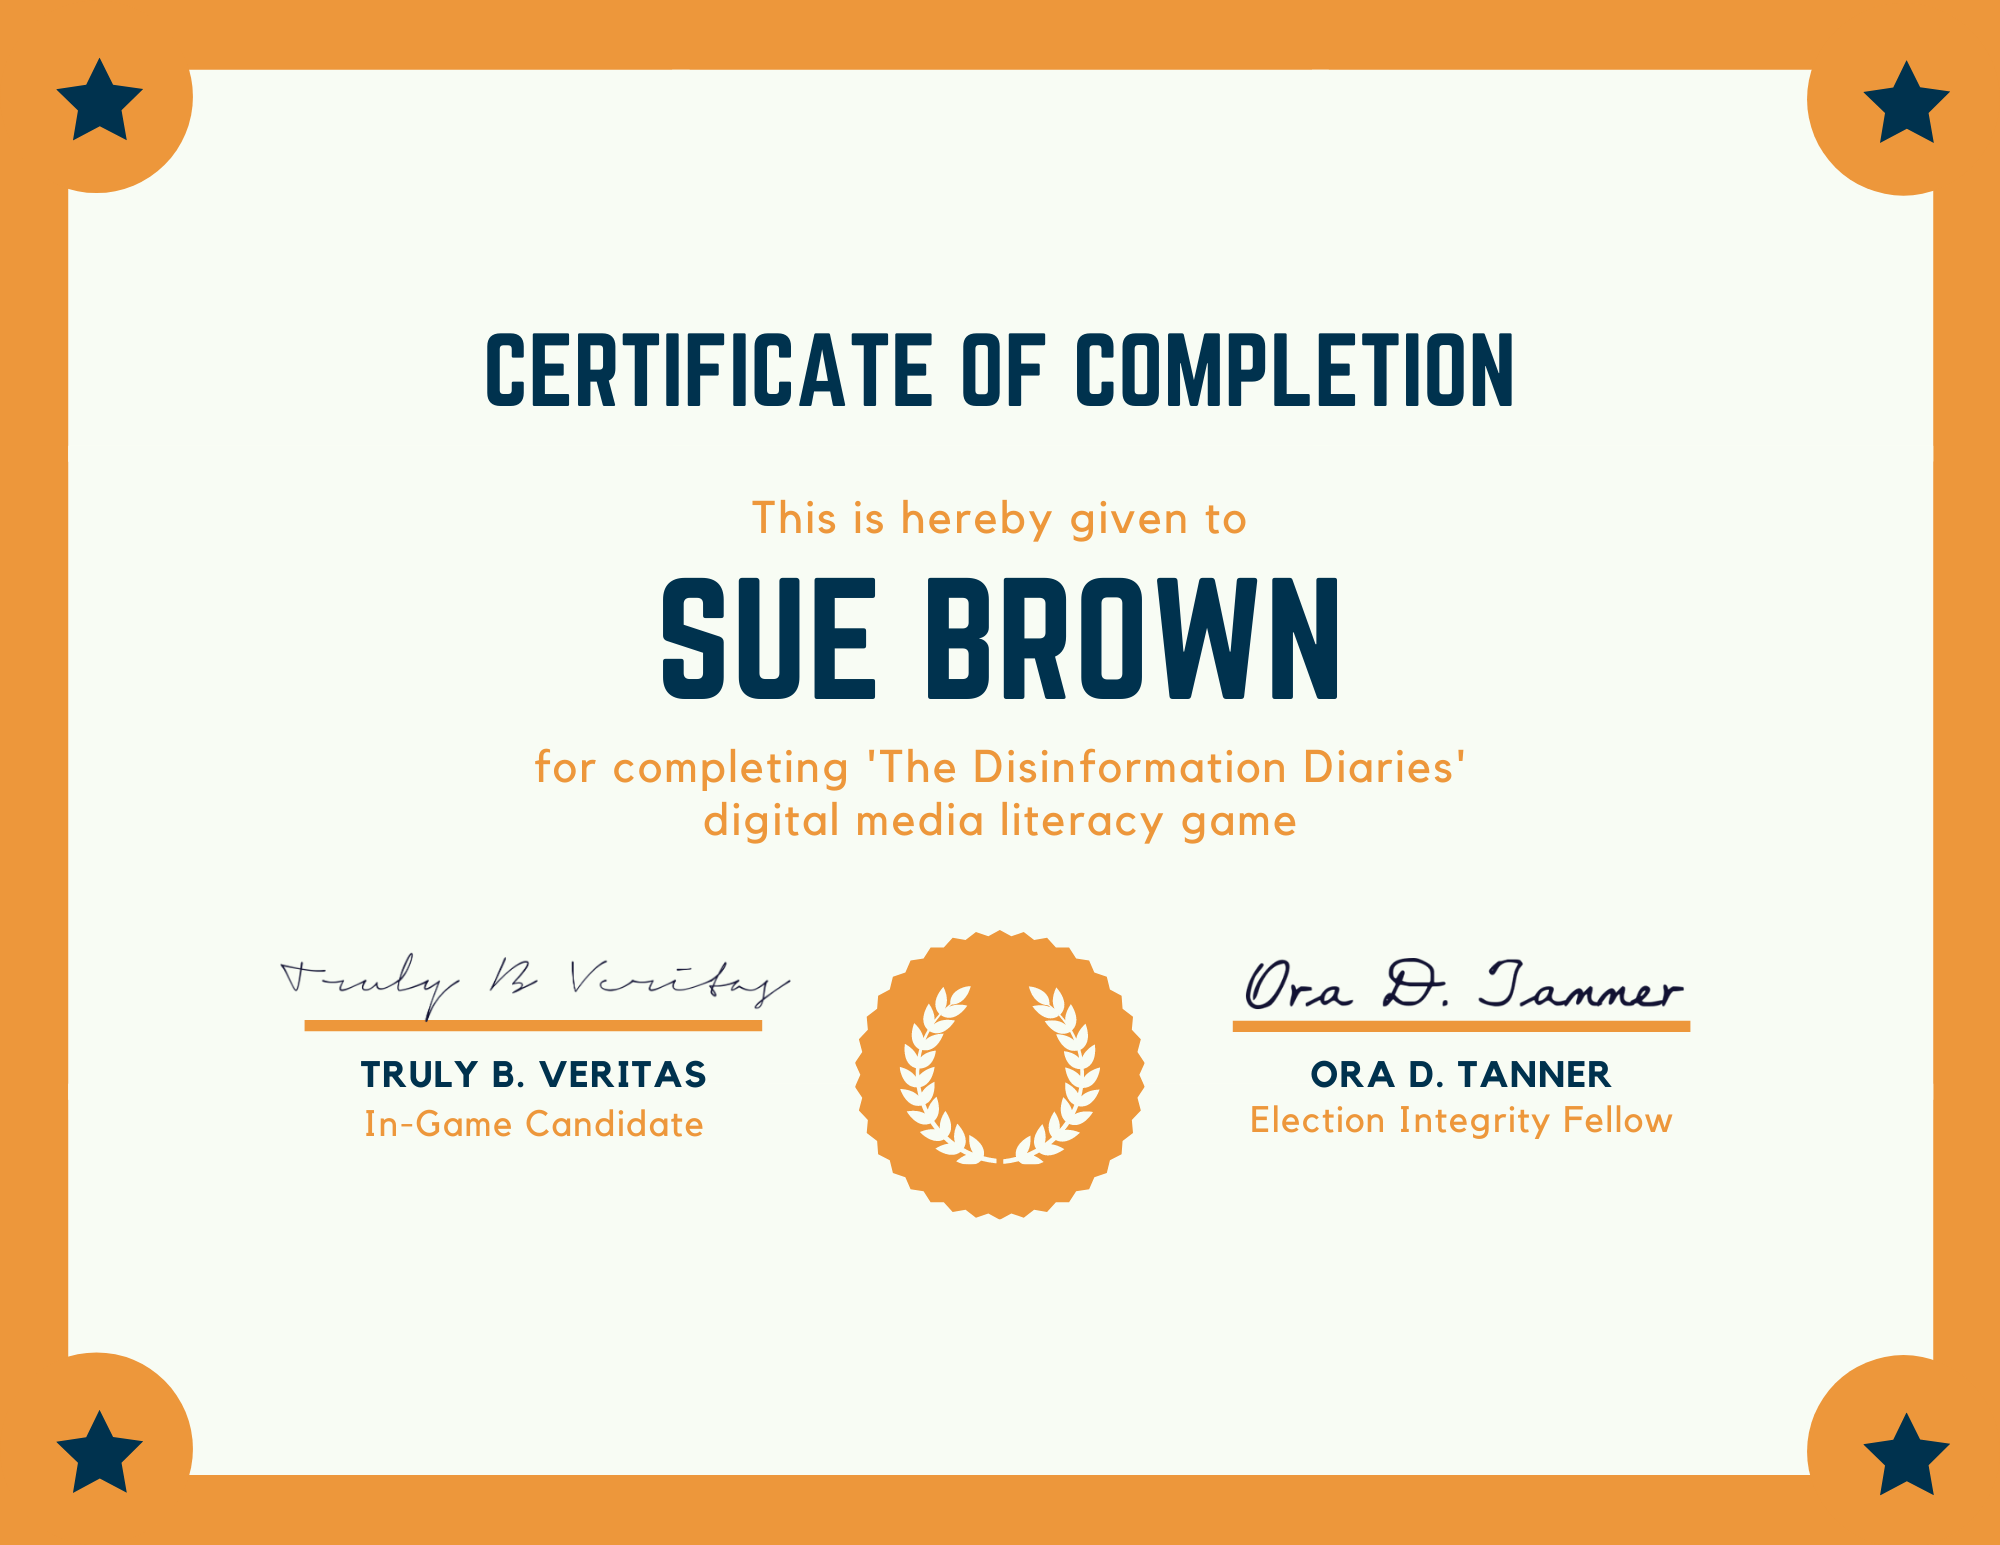 CERTIFICATE OF COMPLETION
This is hereby given to
SUE BROWN
for completing 'The Disinformation Diaries'
digital media literacy game
Truly B Veritas
Ora D. Tanner
TRULY B. VERITAS
ORA D. TANNER
In-Game Candidate
Election Integrity Fellow